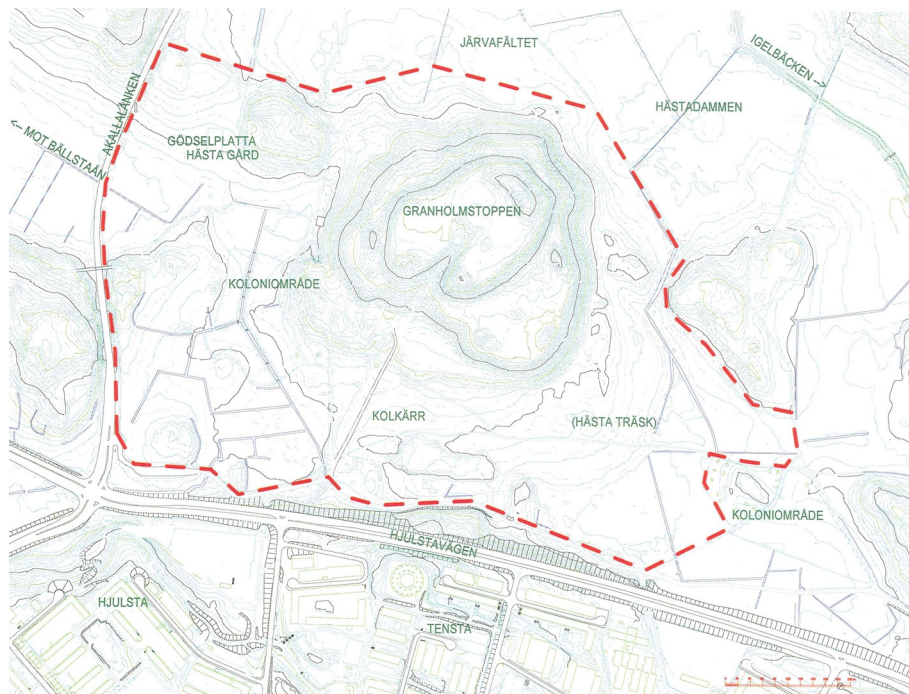 JÄRVAFÄLTET
IGELBÄCKEN →
HÄSTADAMMEN
AKALLALÄNKEN
← MOT BÄLLSTAÅN
GÖDSELPLATTA
HÄSTA GÅRD
GRANHOLMSTOPPEN
KOLONIOMRÅDE
KOLKÄRR
(HÄSTA TRÄSK)
KOLONIOMRÅDE
HJULSTAVÄGEN
HJULSTA
TENSTA